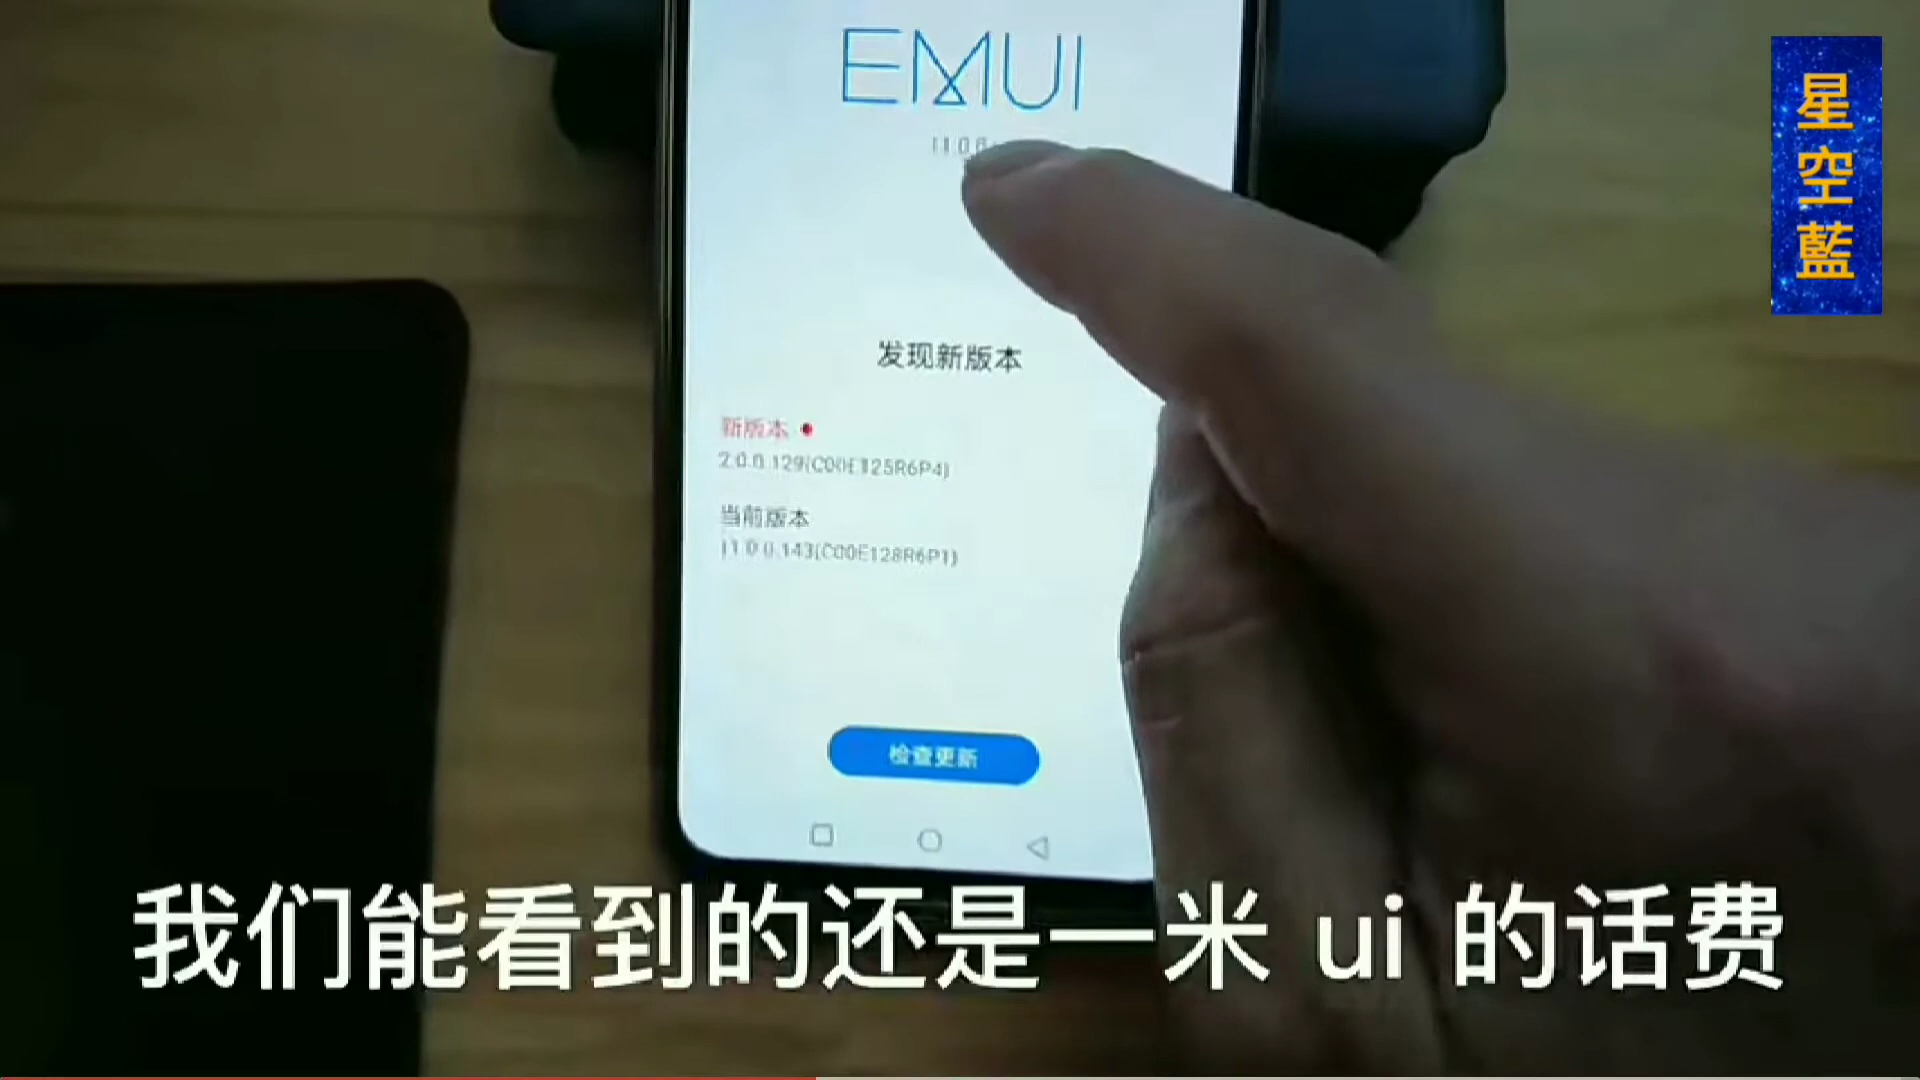 EMUI
发现新版本
新版本
2.0.0.129(C00E125R6P4)
当前版本
11.0.0.143(C00E128R6P1)
检查更新
星空藍
我们能看到的还是一米 ui 的话费